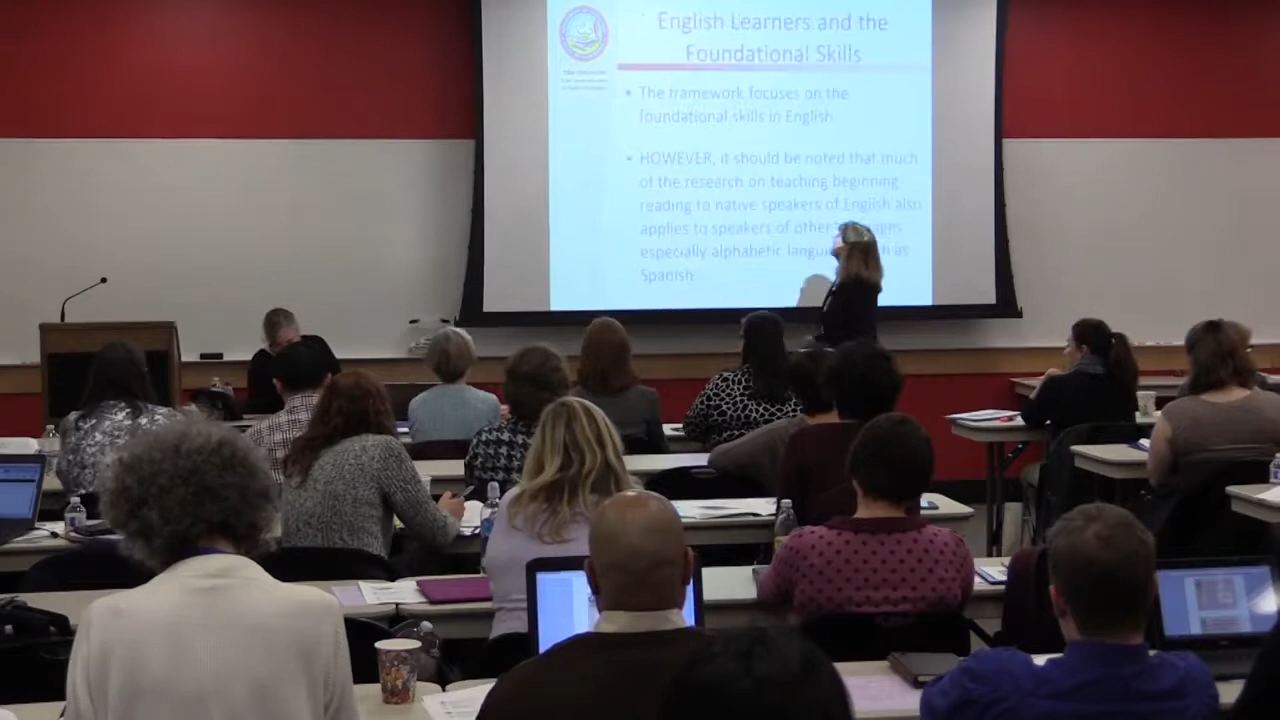 English Learners and the
Foundational Skills
• The framework focuses on the
foundational skills in English
• HOWEVER, it should be noted that much
of the research on teaching beginning
reading to native speakers of English also
applies to speakers of other
especially alphabetic as
Spanish.